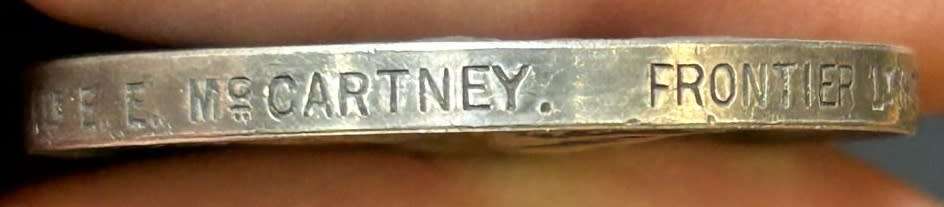 E. E. McCARTNEY. FRONTIER